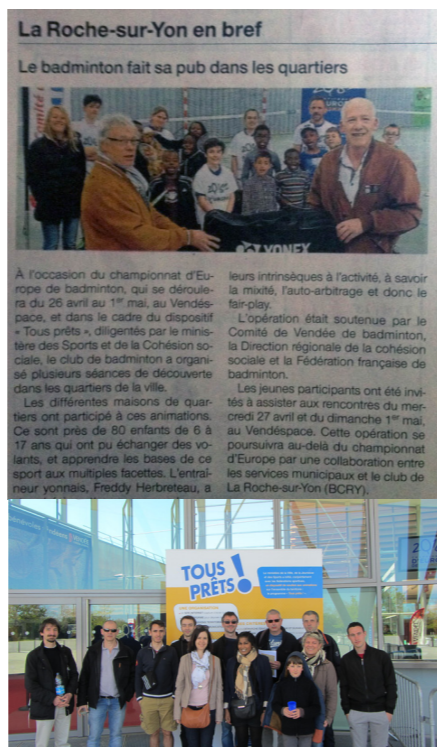 La Roche-sur-Yon en bref
Le badminton fait sa pub dans les quartiers
YONEX
À l'occasion du championnat d'Eu-
rope de badminton, qui se déroule-
ra du 26 avril au 1er mai, au Vendés-
pace, et dans le cadre du dispositif
« Tous prêts », diligentés par le minis-
tère des Sports et de la Cohésion so-
ciale, le club de badminton a organi-
sé plusieurs séances de découverte
dans les quartiers de la ville.
Les différentes maisons de quar-
tiers ont participé à ces animations.
Ce sont près de 80 enfants de 6 à
17 ans qui ont pu échanger des vo-
lants, et apprendre les bases de ce
sport aux multiples facettes. L'entraî-
neur yonnais, Freddy Herbreteau, a
leurs intrinsèques à l'activité, à savoir
la mixité, l'auto-arbitrage et donc le
fair-play.
L'opération était soutenue par le
Comité de Vendée de badminton,
la Direction régionale de la cohésion
sociale et la Fédération française de
badminton.
Les jeunes participants ont été invi-
tés à assister aux rencontres du mer-
credi 27 avril et du dimanche 1er mai,
au Vendéspace. Cette opération se
poursuivra au-delà du championnat
d'Europe par une collaboration entre
les services municipaux et le club de
La Roche-sur-Yon (BCRY).
TOUS
PRÊTS !